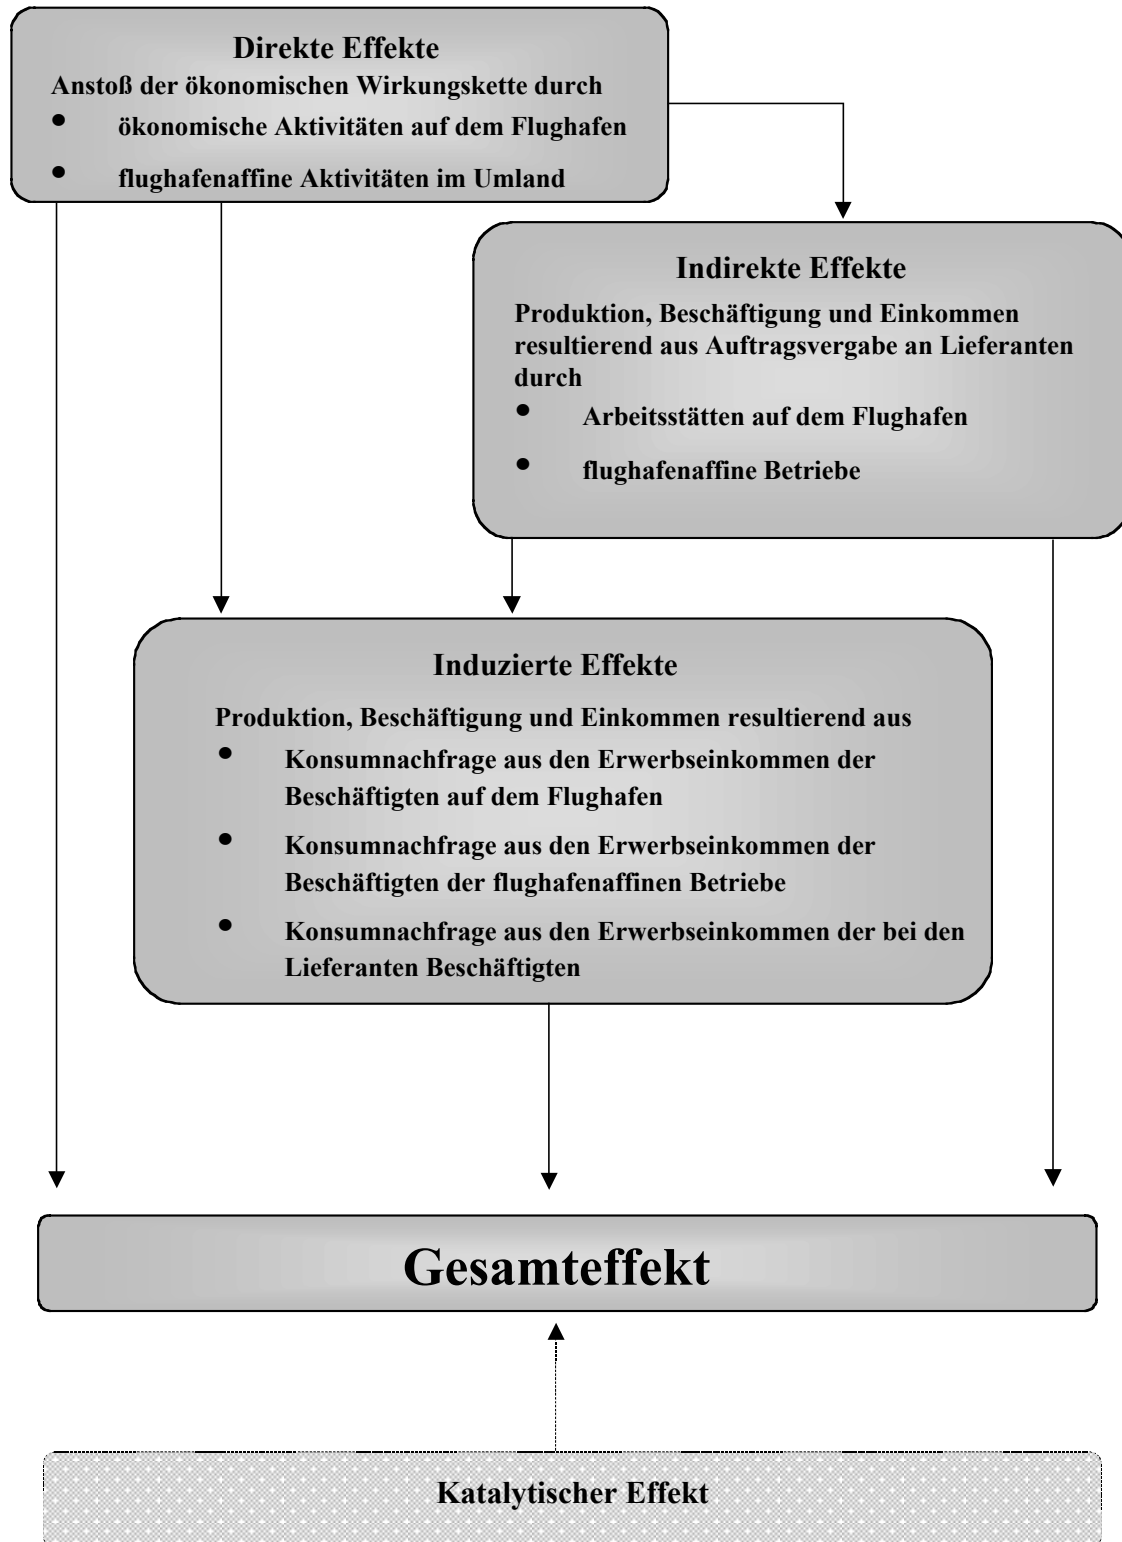 Direkte Effekte
Anstoß der ökonomischen Wirkungskette durch
• ökonomische Aktivitäten auf dem Flughafen
• flughafenaffine Aktivitäten im Umland
Indirekte Effekte
Produktion, Beschäftigung und Einkommen
resultierend aus Auftragsvergabe an Lieferanten
durch
• Arbeitsstätten auf dem Flughafen
• flughafenaffine Betriebe
Induzierte Effekte
Produktion, Beschäftigung und Einkommen resultierend aus
• Konsumnachfrage aus den Erwerbseinkommen der
Beschäftigten auf dem Flughafen
• Konsumnachfrage aus den Erwerbseinkommen der
Beschäftigten der flughafenaffinen Betriebe
• Konsumnachfrage aus den Erwerbseinkommen der bei den
Lieferanten Beschäftigten
Gesamteffekt
Katalytischer Effekt